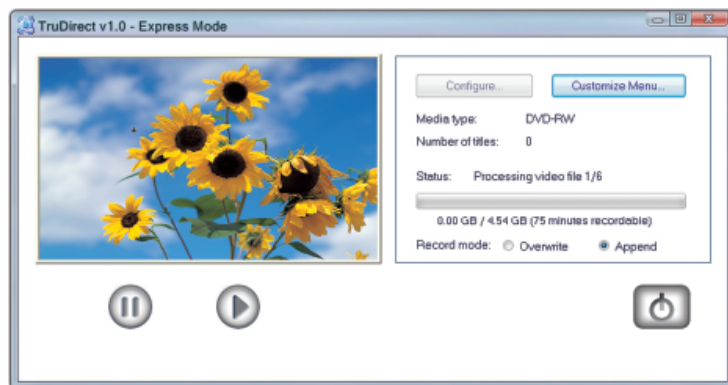 TruDirect v1.0 - Express Mode
Configure... Customize Menu...
Media type: DVD-RW
Number of titles: 0
Status: Processing video file 1/6
0.00 GB / 4.54 GB (75 minutes recordable)
Record mode: Overwrite Append